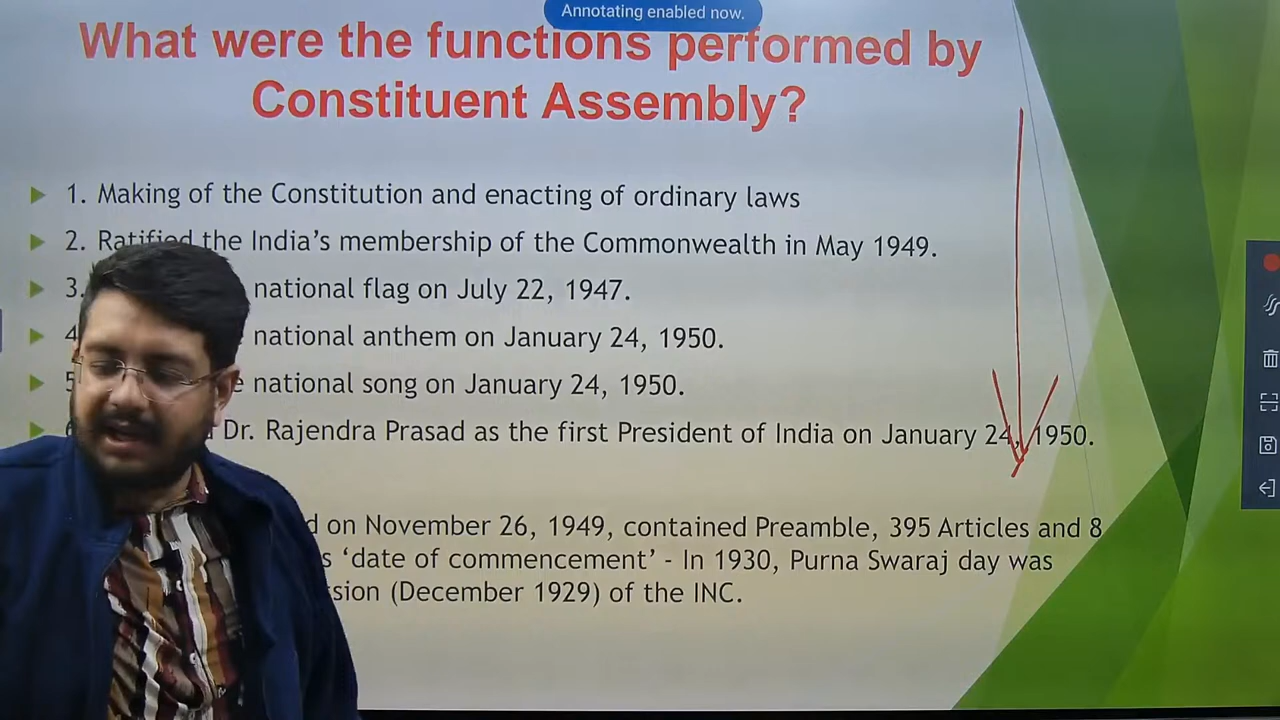 Annotating enabled now.
What were the functions performed by
Constituent Assembly?
1. Making of the Constitution and enacting of ordinary laws
2. Ratified the India's membership of the Commonwealth in May 1949.
3. national flag on July 22, 1947.
4 national anthem on January 24, 1950.
5 national song on January 24, 1950.
Dr. Rajendra Prasad as the first President of India on January 24, 1950.
on November 26, 1949, contained Preamble, 395 Articles and 8
‘date of commencement’ - In 1930, Purna Swaraj day was
(December 1929) of the INC.